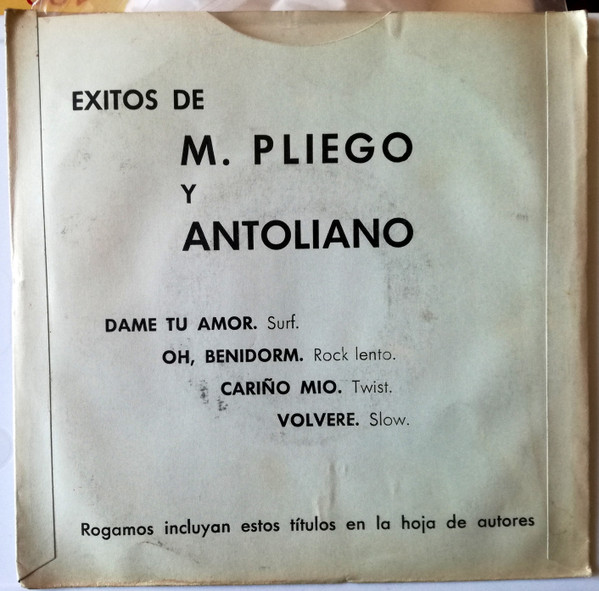 EXITOS DE
M. PLIEGO
Y
ANTOLIANO
DAME TU AMOR. Surf.
OH, BENIDORM. Rock lento.
CARIÑO MIO. Twist.
VOLVERE. Slow.
Rogamos incluyan estos títulos en la hoja de autores